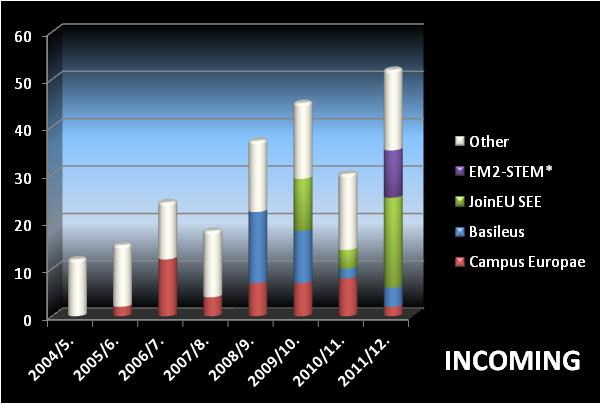 60
50
40
30
20
10
0
2004/5.
2005/6.
2006/7.
2007/8.
2008/9.
2009/10.
2010/11.
2011/12.
Other
EM2-STEM*
JoinEU SEE
Basileus
Campus Europae
INCOMING